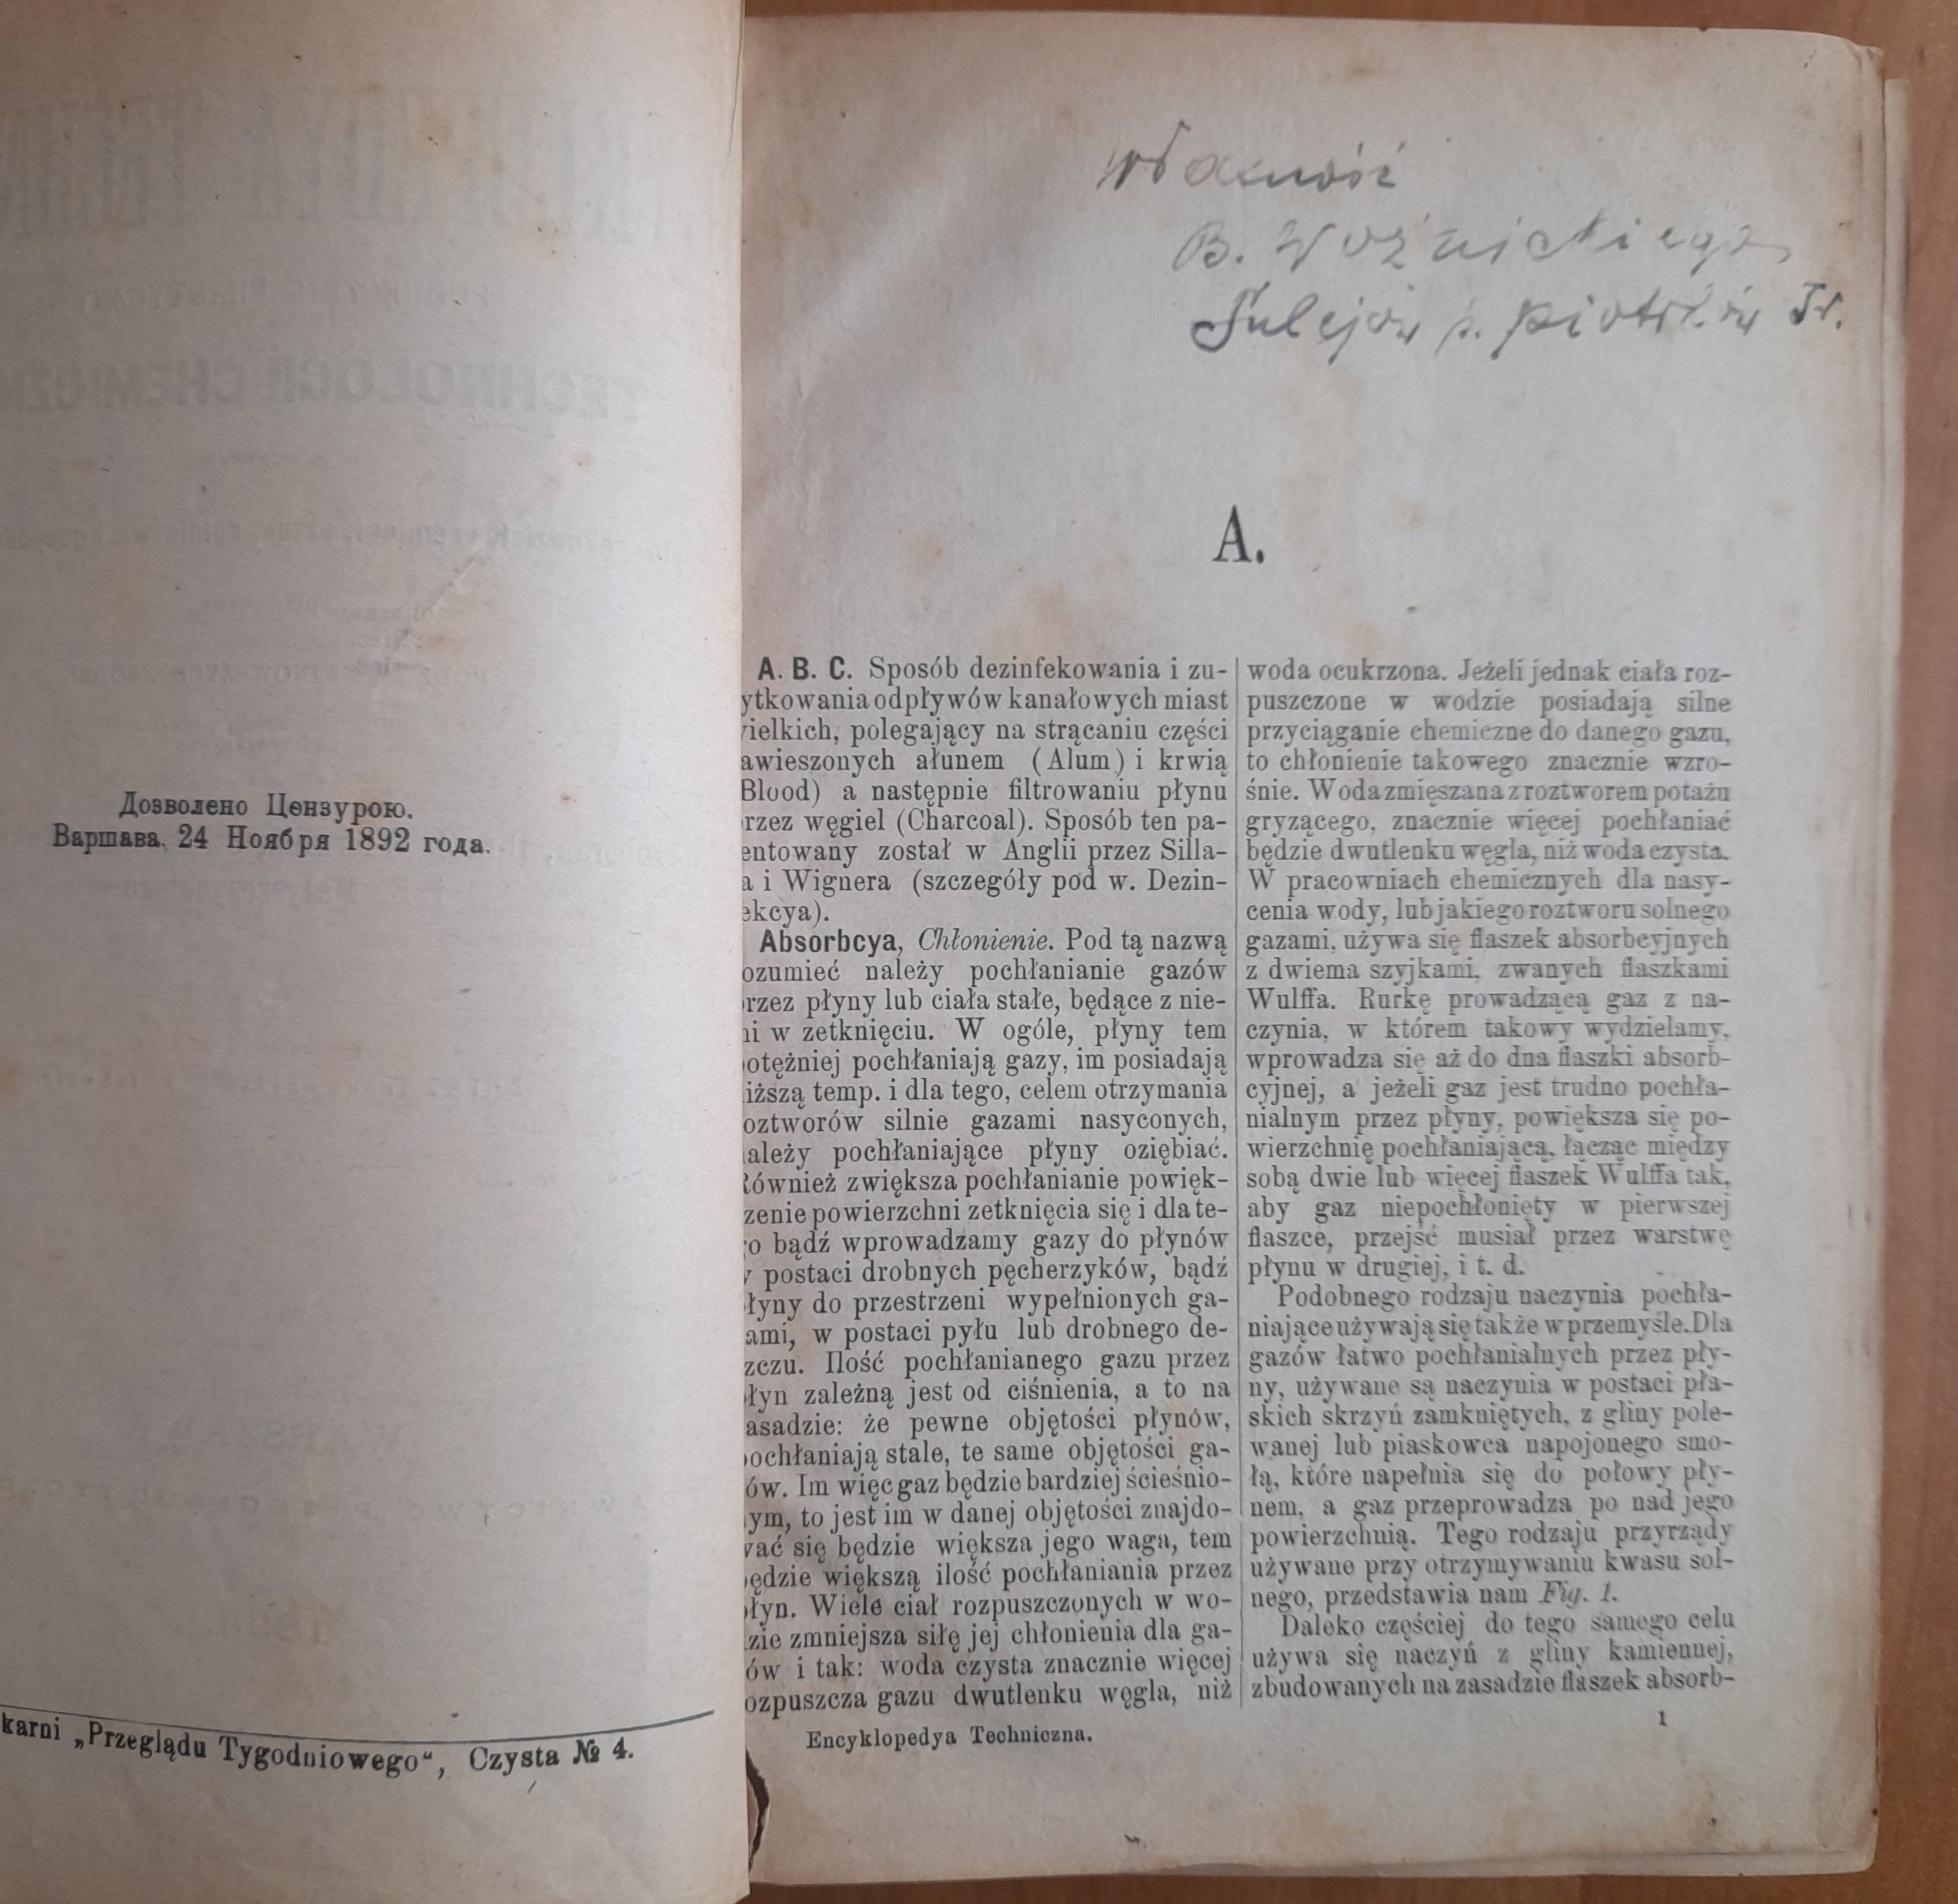 Дозволено Цензурою.
Варшава, 24 Ноября 1892 года.
karni „Przeglądu Tygodniowego“, Czysta № 4.
własność
B. Woźnickiego
Sulejów p. Piotrków Tr.
A.
A. B. C. Sposób dezinfekowania i zu-
ytkowania odpływów kanałowych miast
ielkich, polegający na strącaniu części
awieszonych ałunem (Alum) i krwią
Blood) a następnie filtrowaniu płynu
rzez węgiel (Charcoal). Sposób ten pa-
entowany został w Anglii przez Silla-
a i Wignera (szczegóły pod w. Dezin-
ekcya).
Absorbcya, Chłonienie. Pod tą nazwą
ozumieć należy pochłanianie gazów
rzez płyny lub ciała stałe, będące z nie-
ni w zetknięciu. W ogóle, płyny tem
otężniej pochłaniają gazy, im posiadają
iższą temp. i dla tego, celem otrzymania
oztworów silnie gazami nasyconych,
ależy pochłaniające płyny oziębiać.
Również zwiększa pochłanianie powięk-
zenie powierzchni zetknięcia się i dla te-
o bądź wprowadzamy gazy do płynów
postaci drobnych pęcherzyków, bądź
łyny do przestrzeni wypełnionych ga-
ami, w postaci pyłu lub drobnego de-
zczu. Ilość pochłanianego gazu przez
łyn zależną jest od ciśnienia, a to na
asadzie: że pewne objętości płynów,
ochłaniają stale, te same objętości ga-
ów. Im więc gaz będzie bardziej ścieśnio-
ym, to jest im w danej objętości znajdo-
wać się będzie większa jego waga, tem
ędzie większą ilość pochłaniania przez
łyn. Wiele ciał rozpuszczonych w wo-
zie zmniejsza siłę jej chłonienia dla ga-
ów i tak: woda czysta znacznie więcej
ozpuszcza gazu dwutlenku węgla, niż
Encyklopedya Techniczna.
woda ocukrzona. Jeżeli jednak ciała roz-
puszczone w wodzie posiadają silne
przyciąganie chemiczne do danego gazu,
to chłonienie takowego znacznie wzro-
śnie. Woda zmięszana z roztworem potażu
gryzącego, znacznie więcej pochłaniać
będzie dwutlenku węgla, niż woda czysta.
W pracowniach chemicznych dla nasy-
cenia wody, lub jakiego roztworu solnego
gazami, używa się flaszek absorbcyjnych
z dwiema szyjkami, zwanych flaszkami
Wulffa. Rurkę prowadzącą gaz z na-
czynia, w którem takowy wydzielamy,
wprowadza się aż do dna flaszki absorb-
cyjnej, a jeżeli gaz jest trudno pochła-
nialnym przez płyny, powiększa się po-
wierzchnię pochłaniającą, łącząc między
sobą dwie lub więcej flaszek Wulffa tak,
aby gaz niepochłonięty w pierwszej
flaszce, przejść musiał przez warstwę
płynu w drugiej, i t. d.
Podobnego rodzaju naczynia pochła-
niające używają się także w przemyśle. Dla
gazów łatwo pochłanialnych przez pły-
ny, używane są naczynia w postaci pła-
skich skrzyń zamkniętych, z gliny pole-
wanej lub piaskowca napojonego smo-
łą, które napełnia się do połowy pły-
nem, a gaz przeprowadza po nad jego
powierzchnią. Tego rodzaju przyrządy
używane przy otrzymywaniu kwasu sol-
nego, przedstawia nam Fig. 1.
Daleko częściej do tego samego celu
używa się naczyń z gliny kamiennej,
zbudowanych na zasadzie flaszek absorb-
1